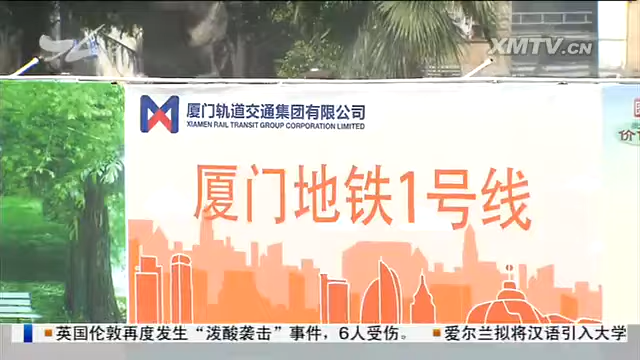 XMTV.CN
厦门轨道交通集团有限公司
XIAMEN RAIL TRANSIT GROUP CORPORATION LIMITED
厦门地铁1号线
英国伦敦再度发生“泼酸袭击”事件，6人受伤。 爱尔兰拟将汉语引入大学